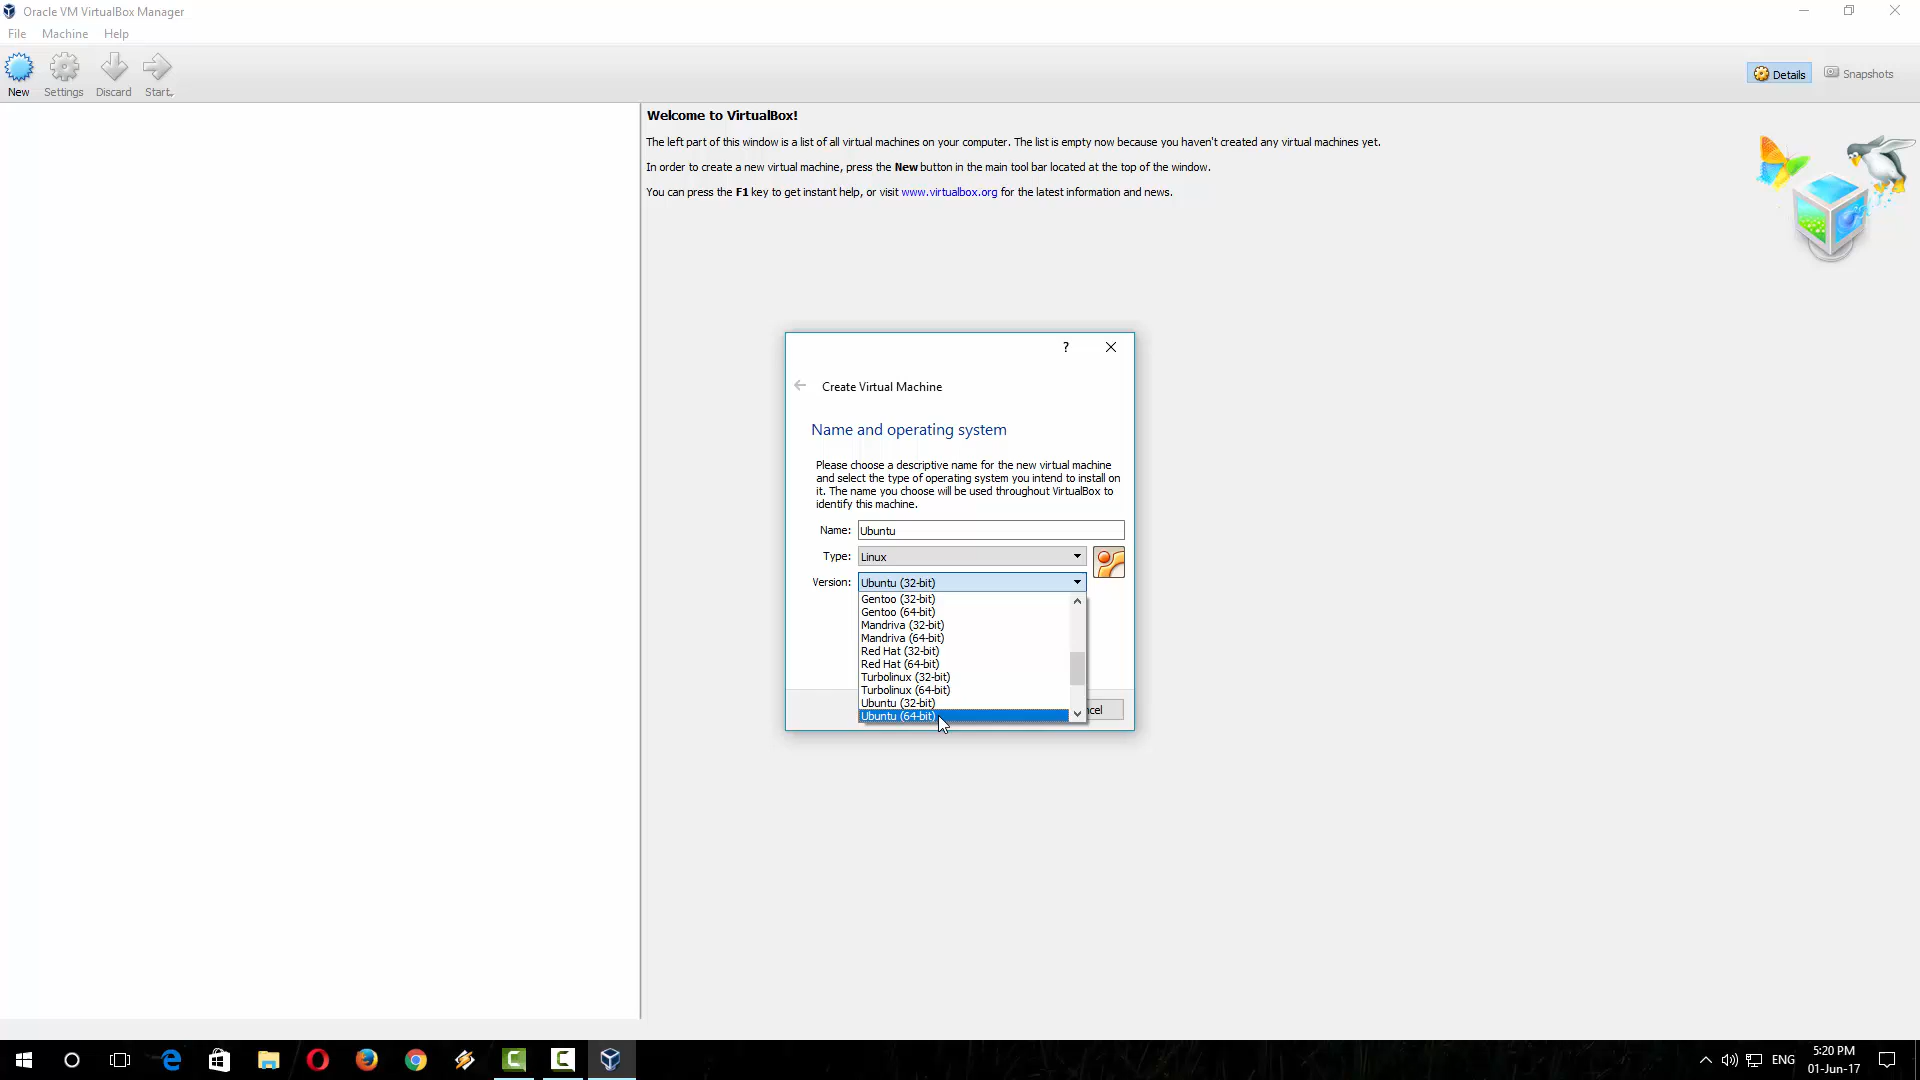 Oracle VM VirtualBox Manager
File Machine Help
New Settings Discard Start
Details Snapshots
Welcome to VirtualBox!
The left part of this window is a list of all virtual machines on your computer. The list is empty now because you haven't created any virtual machines yet.
In order to create a new virtual machine, press the New button in the main tool bar located at the top of the window.
You can press the F1 key to get instant help, or visit www.virtualbox.org for the latest information and news.
?
Create Virtual Machine
Name and operating system
Please choose a descriptive name for the new virtual machine
and select the type of operating system you intend to install on
it. The name you choose will be used throughout VirtualBox to
identify this machine.
Name: Ubuntu
Type: Linux
Version: Ubuntu (32-bit)
Gentoo (32-bit)
Gentoo (64-bit)
Mandriva (32-bit)
Mandriva (64-bit)
Red Hat (32-bit)
Red Hat (64-bit)
Turbolinux (32-bit)
Turbolinux (64-bit)
Ubuntu (32-bit)
Ubuntu (64-bit)
cel
ENG
5:20 PM
01-Jun-17